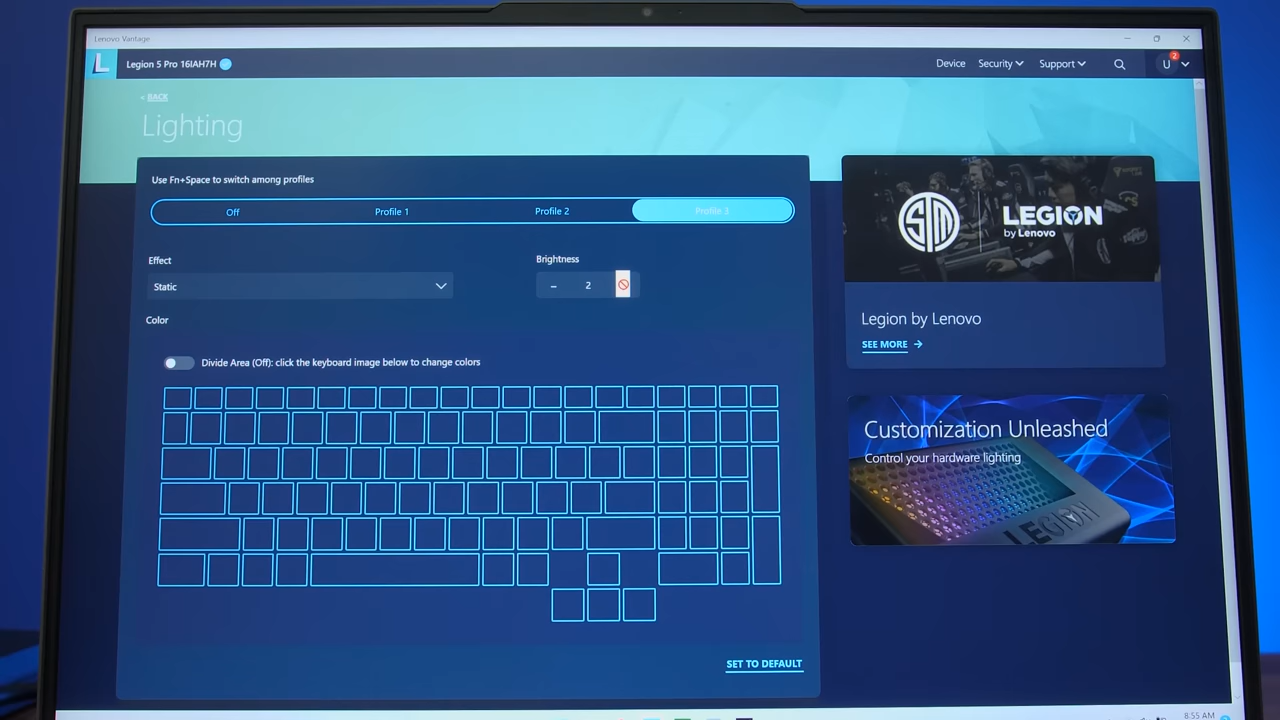 Lenovo Vantage
Legion 5 Pro 16IAH7H
Device
Security
Support
U
2
« BACK
Lighting
Use Fn+Space to switch among profiles
Off
Profile 1
Profile 2
Profile 3
Effect
Brightness
Static
– 2
Color
Divide Area (Off): click the keyboard image below to change colors
SET TO DEFAULT
TSM
LEGION
by Lenovo
Legion by Lenovo
SEE MORE →
Customization Unleashed
Control your hardware lighting
LEGION
8:55 AM